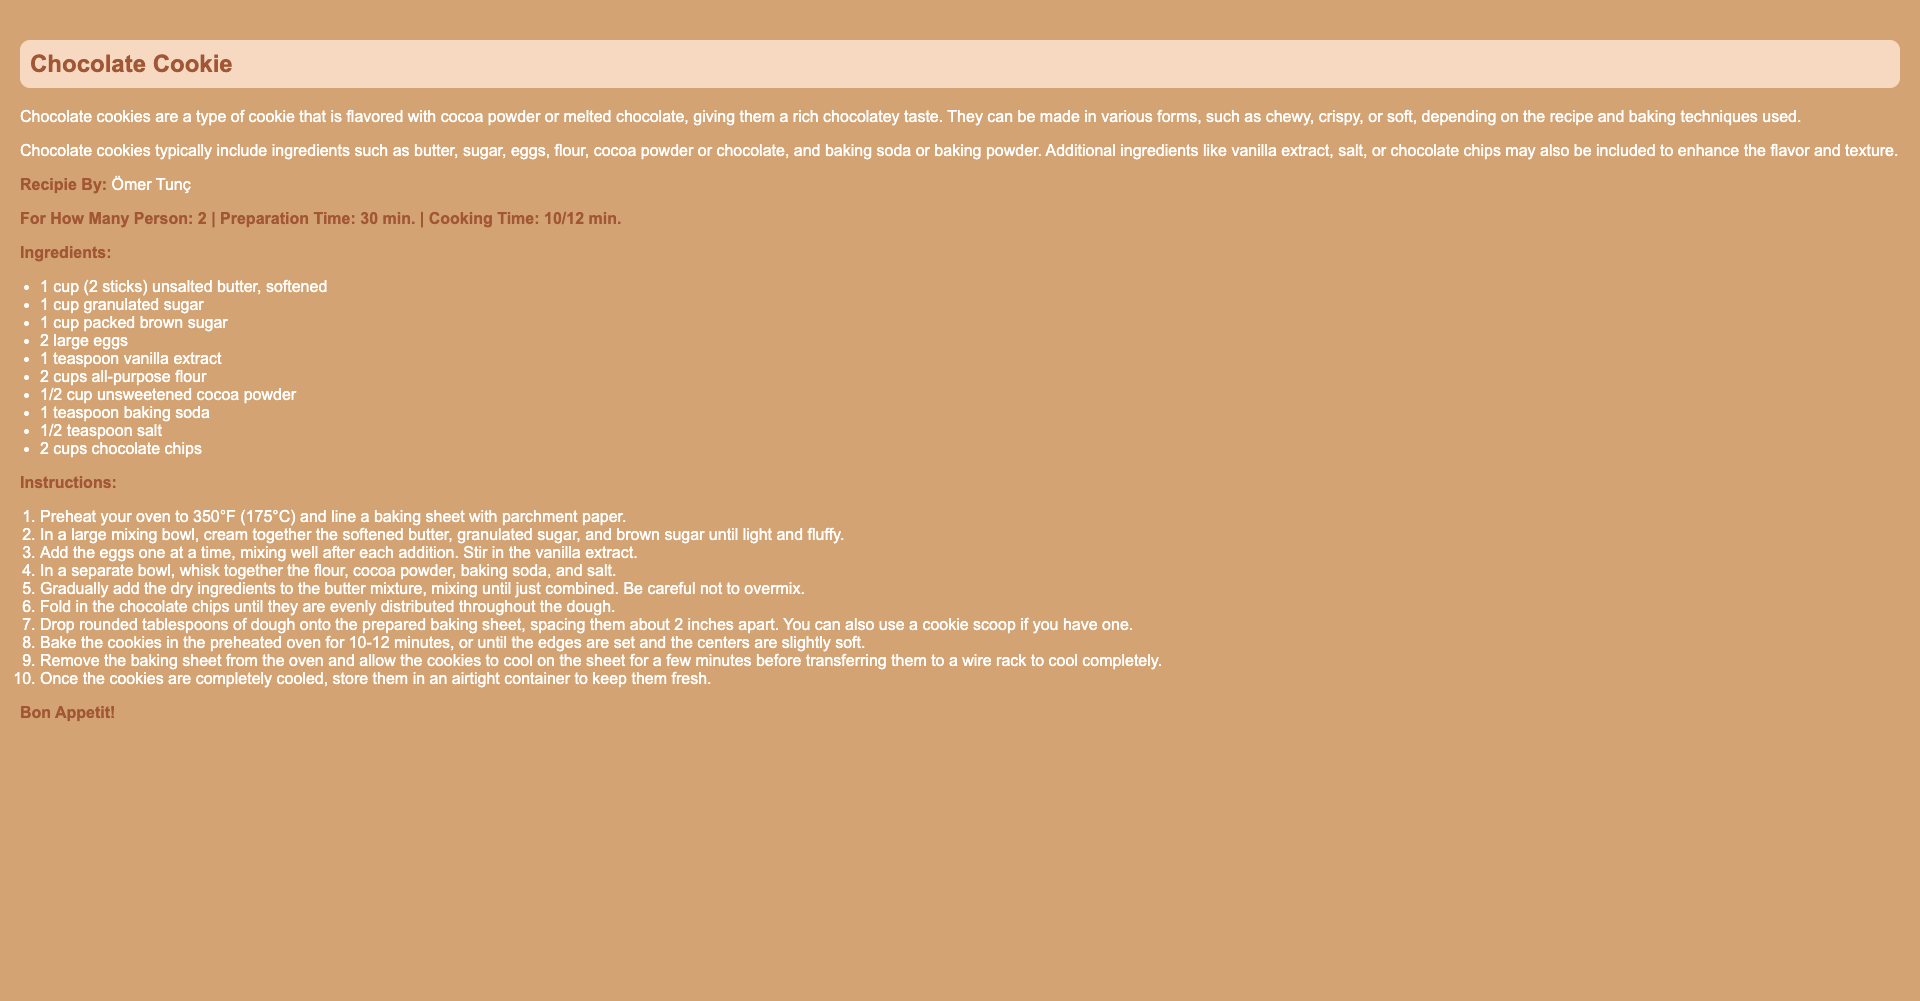 Chocolate Cookie
Chocolate cookies are a type of cookie that is flavored with cocoa powder or melted chocolate, giving them a rich chocolatey taste. They can be made in various forms, such as chewy, crispy, or soft, depending on the recipe and baking techniques used.
Chocolate cookies typically include ingredients such as butter, sugar, eggs, flour, cocoa powder or chocolate, and baking soda or baking powder. Additional ingredients like vanilla extract, salt, or chocolate chips may also be included to enhance the flavor and texture.
Recipie By: Ömer Tunç
For How Many Person: 2 | Preparation Time: 30 min. | Cooking Time: 10/12 min.
Ingredients:
• 1 cup (2 sticks) unsalted butter, softened
• 1 cup granulated sugar
• 1 cup packed brown sugar
• 2 large eggs
• 1 teaspoon vanilla extract
• 2 cups all-purpose flour
• 1/2 cup unsweetened cocoa powder
• 1 teaspoon baking soda
• 1/2 teaspoon salt
• 2 cups chocolate chips
Instructions:
1. Preheat your oven to 350°F (175°C) and line a baking sheet with parchment paper.
2. In a large mixing bowl, cream together the softened butter, granulated sugar, and brown sugar until light and fluffy.
3. Add the eggs one at a time, mixing well after each addition. Stir in the vanilla extract.
4. In a separate bowl, whisk together the flour, cocoa powder, baking soda, and salt.
5. Gradually add the dry ingredients to the butter mixture, mixing until just combined. Be careful not to overmix.
6. Fold in the chocolate chips until they are evenly distributed throughout the dough.
7. Drop rounded tablespoons of dough onto the prepared baking sheet, spacing them about 2 inches apart. You can also use a cookie scoop if you have one.
8. Bake the cookies in the preheated oven for 10-12 minutes, or until the edges are set and the centers are slightly soft.
9. Remove the baking sheet from the oven and allow the cookies to cool on the sheet for a few minutes before transferring them to a wire rack to cool completely.
10. Once the cookies are completely cooled, store them in an airtight container to keep them fresh.
Bon Appetit!